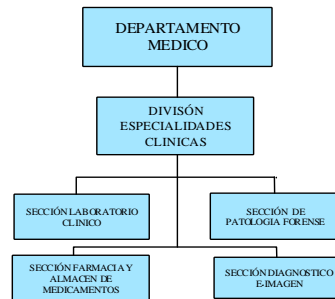 DEPARTAMENTO
MEDICO
DIVISÓN
ESPECIALIDADES
CLINICAS
SECCIÓN LABORATORIO
CLINICO
SECCIÓN DE
PATOLOGIA FORENSE
SECCIÓN FARMACIA Y
ALMACEN DE
MEDICAMENTOS
SECCIÓN DIAGNOSTICO
E-IMAGEN